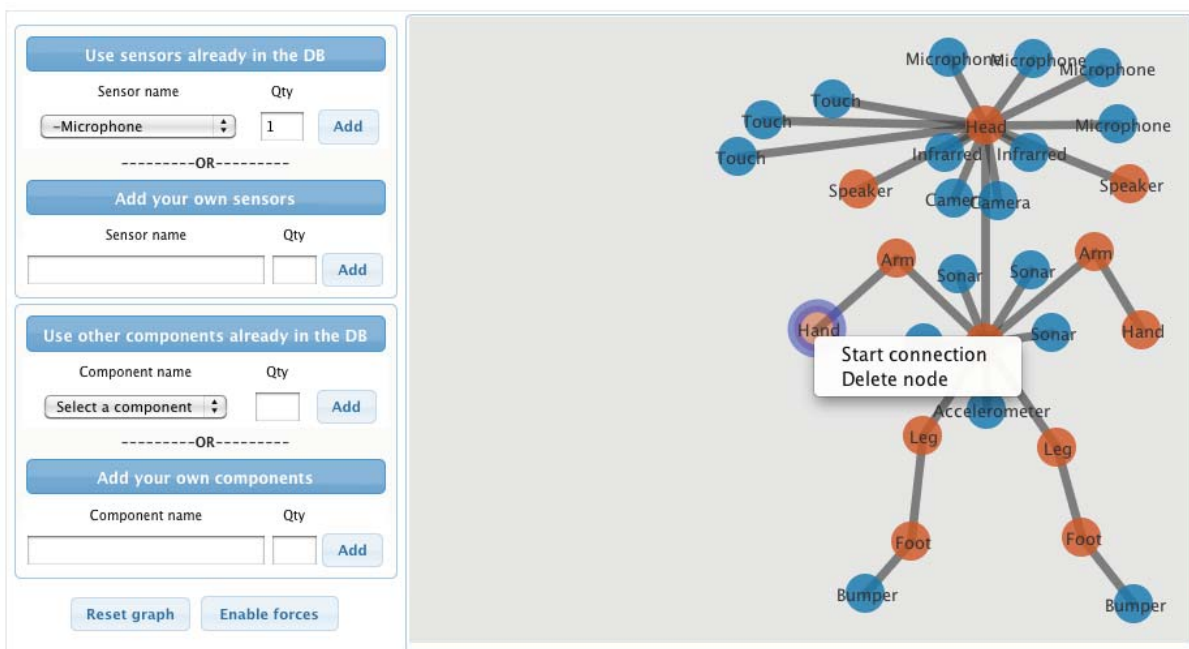 Use sensors already in the DB
Sensor name Qty
-Microphone 1 Add
---------OR---------
Add your own sensors
Sensor name Qty
Add
Use other components already in the DB
Component name Qty
Select a component Add
---------OR---------
Add your own components
Component name Qty
Add
Reset graph Enable forces
Microphone Microphone Microphone
Touch
Touch Head Microphone
Touch Infrarred Infrarred
Speaker Camera Camera Speaker
Arm Sonar Sonar Arm
Hand Sonar Hand
Start connection
Delete node
Accelerometer
Leg Leg
Foot Foot
Bumper Bumper